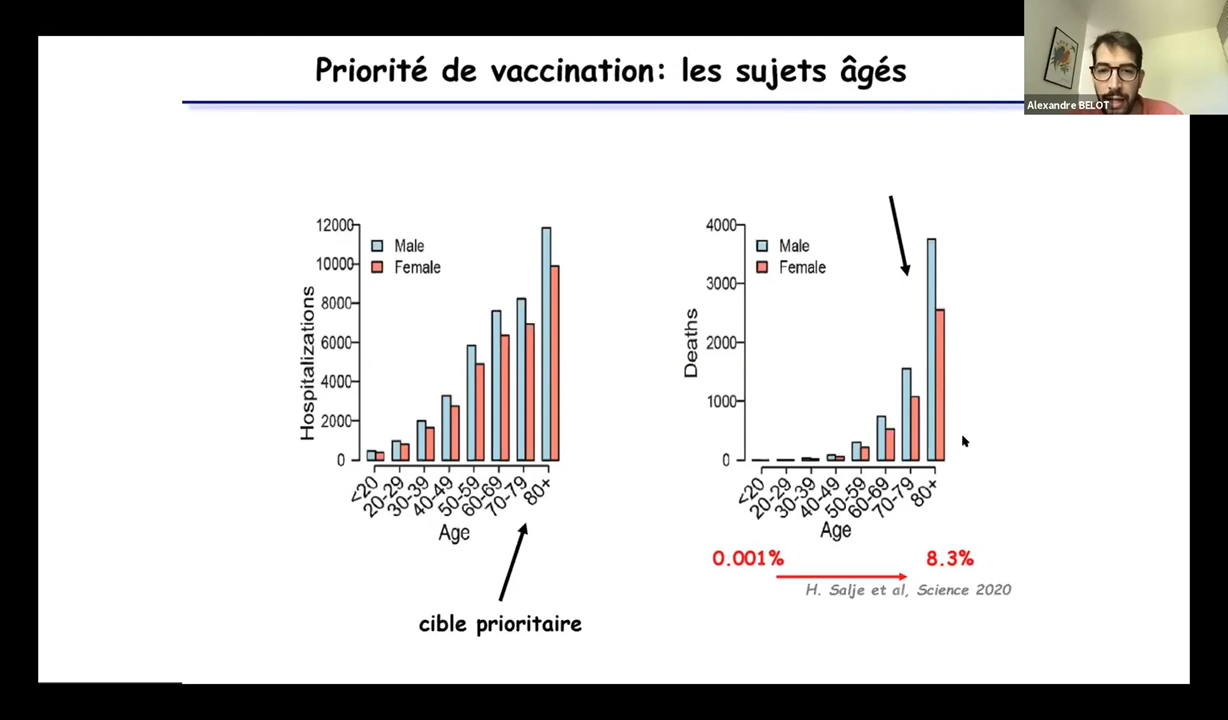 Priorité de vaccination: les sujets âgés
Alexandre BELOT
12000
10000
8000
6000
4000
2000
0
Hospitalizations
Male
Female
<20
20-29
30-39
40-49
50-59
60-69
70-79
80+
Age
cible prioritaire
4000
3000
2000
1000
0
Deaths
Male
Female
<20
20-29
30-39
40-49
50-59
60-69
70-79
80+
Age
0.001%
8.3%
H. Salje et al, Science 2020